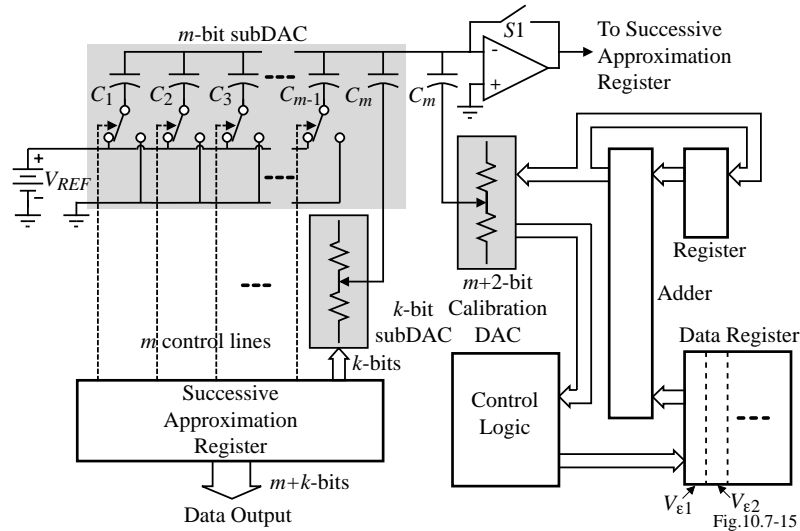 m-bit subDAC
S1
To Successive
Approximation
Register
-
+
C1
C2
C3
Cm-1
Cm
Cm
+
VREF
-
Register
m+2-bit
Calibration
DAC
Adder
k-bit
subDAC
Data Register
m control lines
k-bits
Successive
Approximation
Register
Control
Logic
m+k-bits
Data Output
Vε1
Vε2
Fig.10.7-15